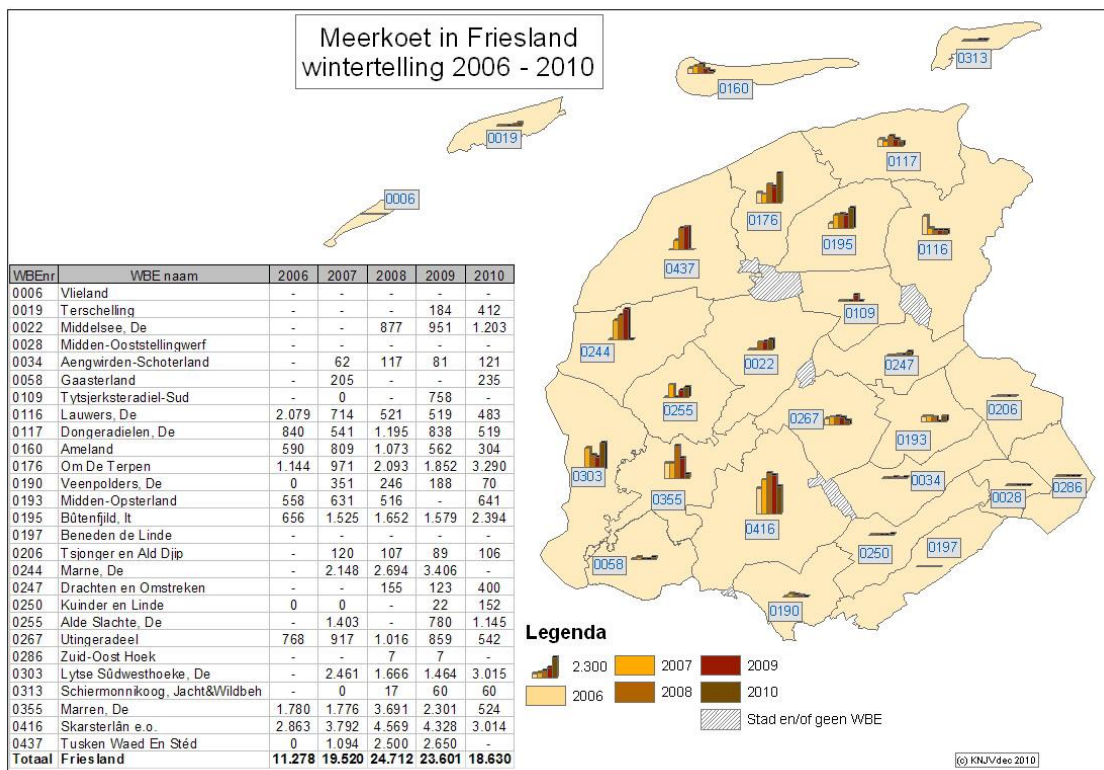 Meerkoet in Friesland
wintertelling 2006 - 2010
0313
0160
0019
0117
0006
0176
0195
0116
0437
0109
0244
0022
0247
0255
0206
0267
0193
0303
0355
0034
0028
0286
0416
0250
0197
0058
0190
WBEnr WBE naam 2006 2007 2008 2009 2010
0006 Vlieland - - - - -
0019 Terschelling - - - 184 412
0022 Middelsee, De - - 877 951 1.203
0028 Midden-Ooststellingwerf - - - - -
0034 Aengwirden-Schoterland - 62 117 81 121
0058 Gaasterland - 205 - - 235
0109 Tytsjerksteradiel-Sud - 0 - 758 -
0116 Lauwers, De 2.079 714 521 519 483
0117 Dongeradielen, De 840 541 1.195 838 519
0160 Ameland 590 809 1.073 562 304
0176 Om De Terpen 1.144 971 2.093 1.852 3.290
0190 Veenpolders, De 0 351 246 188 70
0193 Midden-Opsterland 558 631 516 - 641
0195 Bûtenfjild, It 656 1.525 1.652 1.579 2.394
0197 Beneden de Linde - - - - -
0206 Tsjonger en Ald Djip - 120 107 89 106
0244 Marne, De - 2.148 2.694 3.406 -
0247 Drachten en Omstreken - - 155 123 400
0250 Kuinder en Linde 0 0 - 22 152
0255 Alde Slachte, De - 1.403 - 780 1.145
0267 Utingeradeel 768 917 1.016 859 542
0286 Zuid-Oost Hoek - - 7 7 -
0303 Lytse Sûdwesthoeke, De - 2.461 1.666 1.464 3.015
0313 Schiermonnikoog, Jacht&Wildbeh - 0 17 60 60
0355 Marren, De 1.780 1.776 3.691 2.301 524
0416 Skarsterlân e.o. 2.863 3.792 4.569 4.328 3.014
0437 Tusken Waed En Stéd 0 1.094 2.500 2.650 -
Totaal Friesland 11.278 19.520 24.712 23.601 18.630
Legenda
2.300 2007 2009
2006 2008 2010
Stad en/of geen WBE
(c) KNJVdec 2010